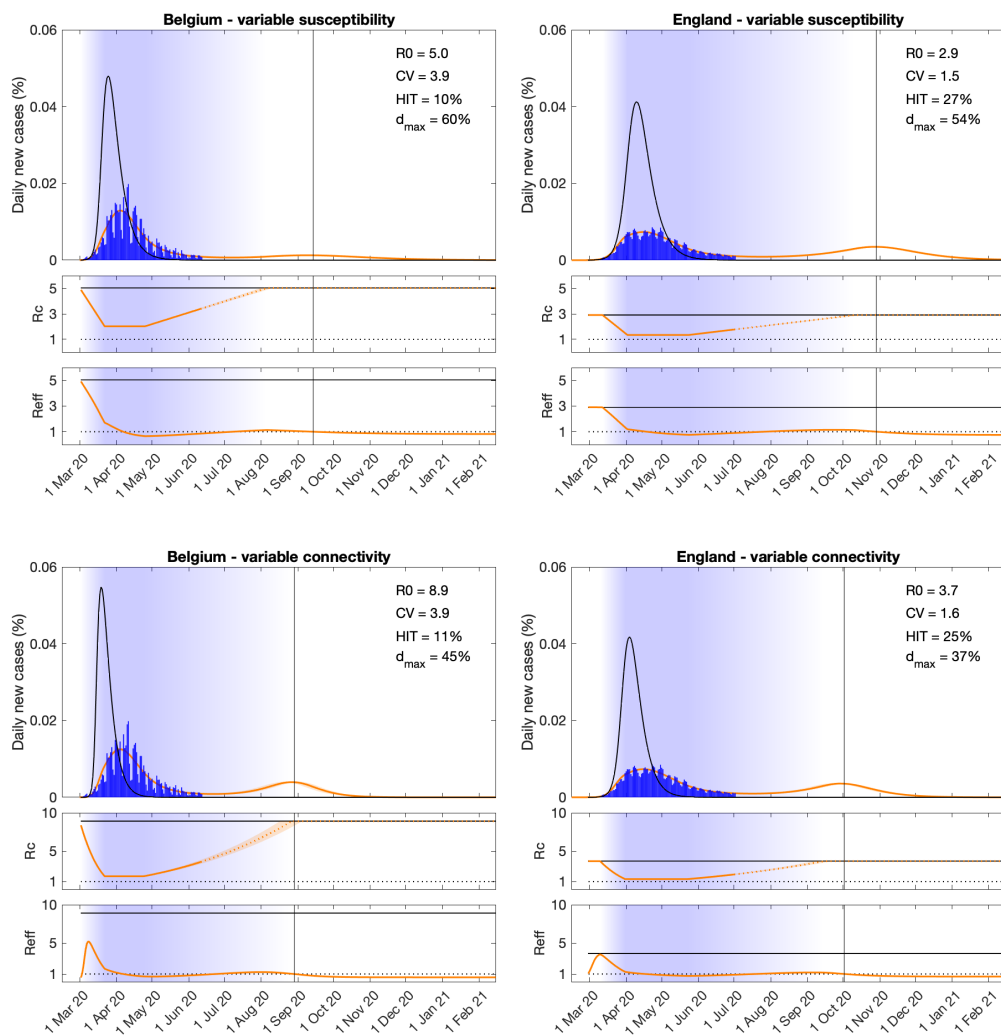 Belgium - variable susceptibility
0.06
0.04
0.02
0
Daily new cases (%)
R0 = 5.0
CV = 3.9
HIT = 10%
d_max = 60%
5
3
1
Rc
5
3
1
Reff
1 Mar 20
1 Apr 20
1 May 20
1 Jun 20
1 Jul 20
1 Aug 20
1 Sep 20
1 Oct 20
1 Nov 20
1 Dec 20
1 Jan 21
1 Feb 21
England - variable susceptibility
0.06
0.04
0.02
0
Daily new cases (%)
R0 = 2.9
CV = 1.5
HIT = 27%
d_max = 54%
5
3
1
Rc
5
3
1
Reff
1 Mar 20
1 Apr 20
1 May 20
1 Jun 20
1 Jul 20
1 Aug 20
1 Sep 20
1 Oct 20
1 Nov 20
1 Dec 20
1 Jan 21
1 Feb 21
Belgium - variable connectivity
0.06
0.04
0.02
0
Daily new cases (%)
R0 = 8.9
CV = 3.9
HIT = 11%
d_max = 45%
10
5
1
Rc
10
5
1
Reff
1 Mar 20
1 Apr 20
1 May 20
1 Jun 20
1 Jul 20
1 Aug 20
1 Sep 20
1 Oct 20
1 Nov 20
1 Dec 20
1 Jan 21
1 Feb 21
England - variable connectivity
0.06
0.04
0.02
0
Daily new cases (%)
R0 = 3.7
CV = 1.6
HIT = 25%
d_max = 37%
10
5
1
Rc
10
5
1
Reff
1 Mar 20
1 Apr 20
1 May 20
1 Jun 20
1 Jul 20
1 Aug 20
1 Sep 20
1 Oct 20
1 Nov 20
1 Dec 20
1 Jan 21
1 Feb 21